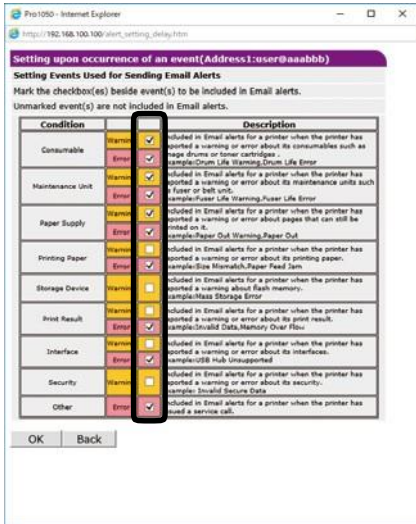 Pro1050 - Internet Explorer
http://192.168.100.100/alert_setting_delay.htm
Setting upon occurrence of an event(Address1:user@aaabbb)
Setting Events Used for Sending Email Alerts
Mark the checkbox(es) beside event(s) to be included in Email alerts.
Unmarked event(s) are not included in Email alerts.
Condition Description
Consumable
Warnin
Error
ncluded in Email alerts for a printer when the printer has
eported a warning or error about its consumables such as
mage drums or toner cartridges .
xample:Drum Life Warning,Drum Life Error
Maintenance Unit
Warnin
Error
ncluded in Email alerts for a printer when the printer has
eported a warning or error about its maintenance units such
s fuser or belt unit.
xample:Fuser Life Warning,Fuser Life Error
Paper Supply
Warnin
Error
ncluded in Email alerts for a printer when the printer has
eported a warning or error about pages that can still be
rinted on it.
xample:Paper Out Warning,Paper Out
Printing Paper
Warnin
Error
ncluded in Email alerts for a printer when the printer has
eported a warning or error about its printing paper.
xample:Size Mismatch,Paper Feed Jam
Storage Device
Warnin
ncluded in Email alerts for a printer when the printer has
eported a warning about flash memory.
xample:Mass Storage Error
Print Result
Warnin
Error
ncluded in Email alerts for a printer when the printer has
eported a warning or error about its print result.
xample:Invalid Data,Memory Over Flow
Interface
Warnin
Error
ncluded in Email alerts for a printer when the printer has
eported a warning or error about its interfaces.
xample:USB Hub Unsupported
Security
Warnin
ncluded in Email alerts for a printer when the printer has
eported a warning or error about its security.
xample: Invalid Secure Data
Other
Error
ncluded in Email alerts for a printer when the printer has
ssued a service call.
OK Back